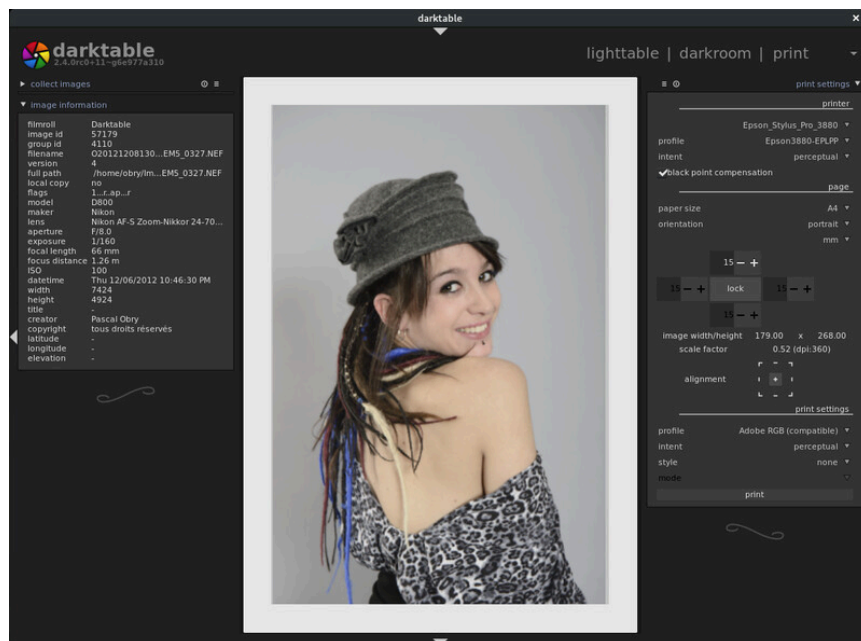 darktable
darktable
2.4.0rc0+11~g6e977a310
lighttable | darkroom | print
collect images
image information
filmroll Darktable
image id 57179
group id 4110
filename O20121208130...EM5_0327.NEF
version 4
full path /home/obry/Im...EM5_0327.NEF
local copy no
flags 1...r..ap...r
model D800
maker Nikon
lens Nikon AF-S Zoom-Nikkor 24-70...
aperture F/8.0
exposure 1/160
focal length 66 mm
focus distance 1.26 m
ISO 100
datetime Thu 12/06/2012 10:46:30 PM
width 7424
height 4924
title -
creator Pascal Obry
copyright tous droits réservés
latitude -
longitude -
elevation -
print settings
printer
Epson_Stylus_Pro_3880
profile Epson3880-EPLPP
intent perceptual
black point compensation
page
paper size A4
orientation portrait
mm
15 − +
15 − + lock 15 − +
15 − +
image width/height 179.00 x 268.00
scale factor 0.52 (dpi:360)
alignment
print settings
profile Adobe RGB (compatible)
intent perceptual
style none
mode
print